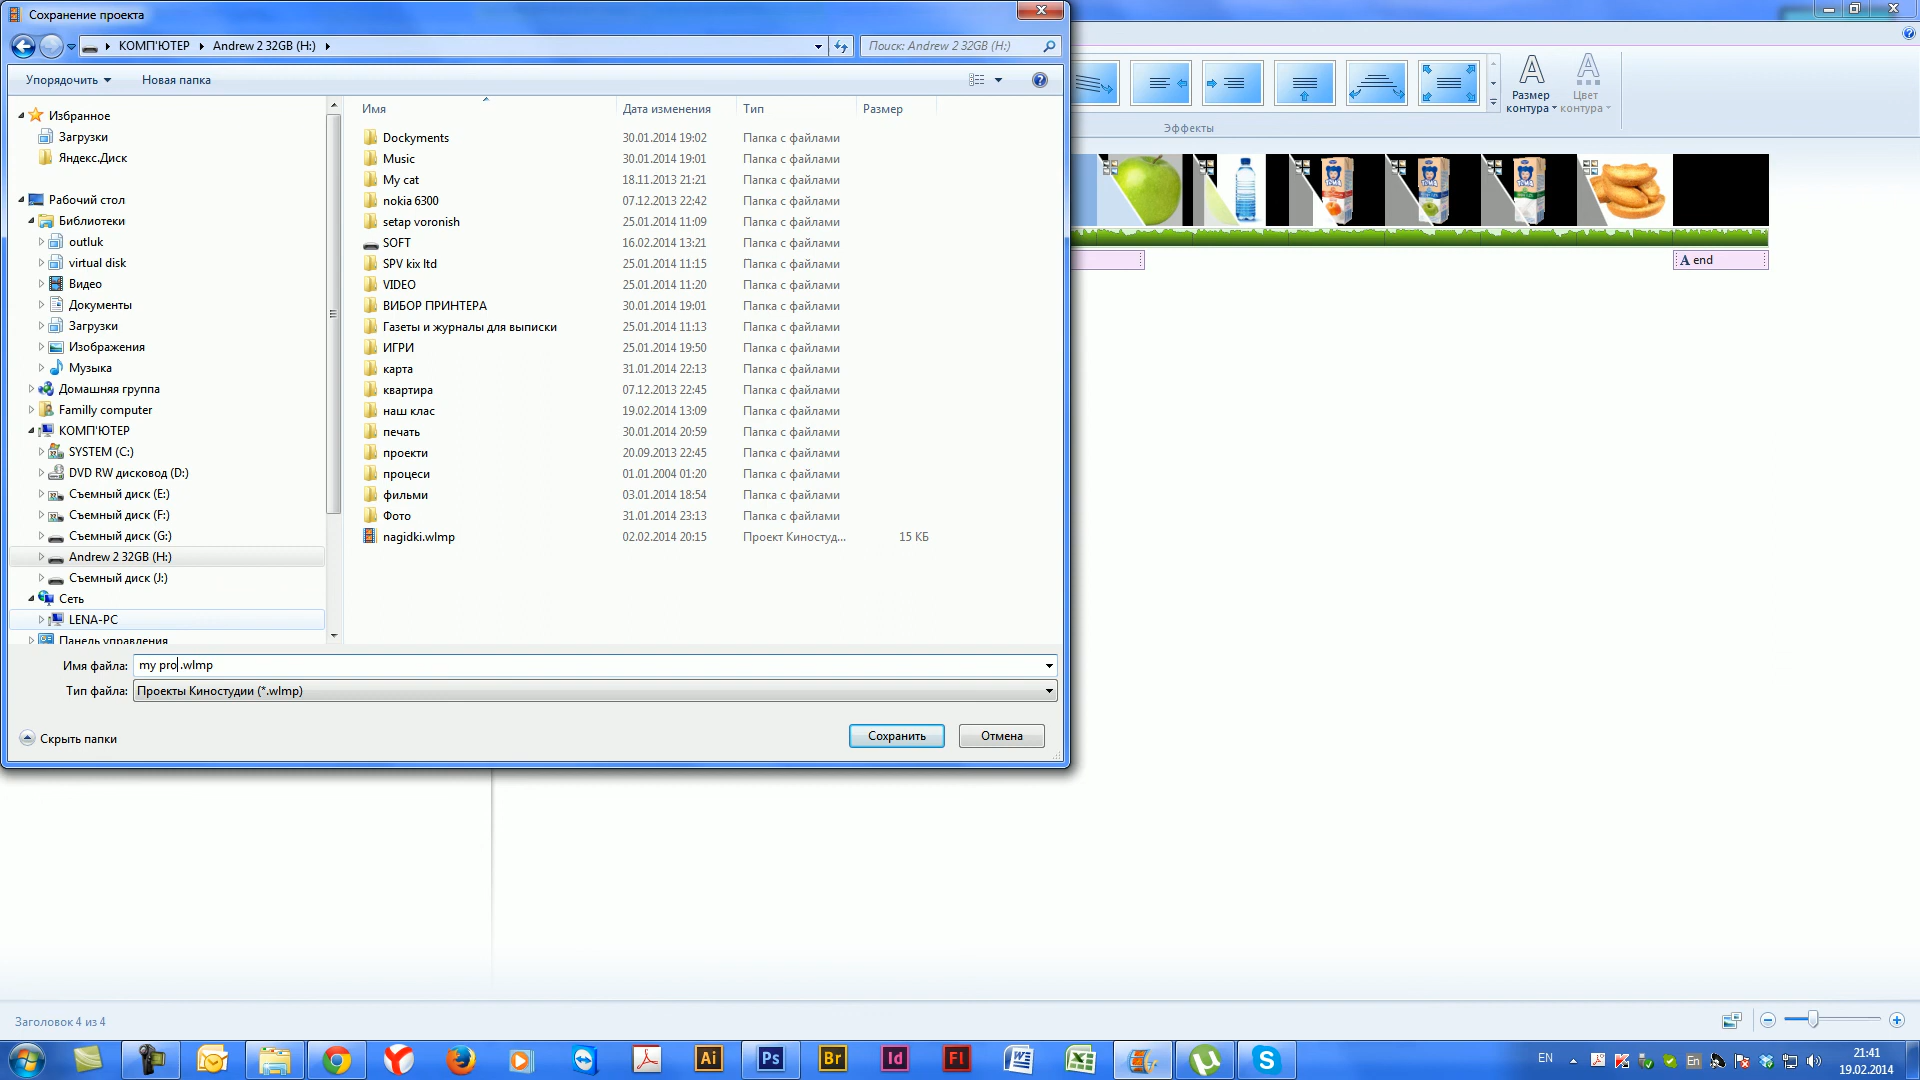 Сохранение проекта
КОМП'ЮТЕР
Andrew 2 32GB (H:)
Поиск: Andrew 2 32GB (H:)
Упорядочить
Новая папка
Избранное
Загрузки
Яндекс.Диск
Рабочий стол
Библиотеки
outluk
virtual disk
Видео
Документы
Загрузки
Изображения
Музыка
Домашняя группа
Familly computer
КОМП'ЮТЕР
SYSTEM (C:)
DVD RW дисковод (D:)
Съемный диск (E:)
Съемный диск (F:)
Съемный диск (G:)
Andrew 2 32GB (H:)
Съемный диск (J:)
Сеть
LENA-PC
Панель управления
Имя Дата изменения Тип Размер
Dockyments 30.01.2014 19:02 Папка с файлами
Music 30.01.2014 19:01 Папка с файлами
My cat 18.11.2013 21:21 Папка с файлами
nokia 6300 07.12.2013 22:42 Папка с файлами
setap voronish 25.01.2014 11:09 Папка с файлами
SOFT 16.02.2014 13:21 Папка с файлами
SPV kix ltd 25.01.2014 11:15 Папка с файлами
VIDEO 25.01.2014 11:20 Папка с файлами
ВИБОР ПРИНТЕРА 30.01.2014 19:01 Папка с файлами
Газеты и журналы для выписки 25.01.2014 11:13 Папка с файлами
ИГРИ 25.01.2014 19:50 Папка с файлами
карта 31.01.2014 22:13 Папка с файлами
квартира 07.12.2013 22:45 Папка с файлами
наш клас 19.02.2014 13:09 Папка с файлами
печать 30.01.2014 20:59 Папка с файлами
проекти 20.09.2013 22:45 Папка с файлами
процеси 01.01.2004 01:20 Папка с файлами
фильми 03.01.2014 18:54 Папка с файлами
Фото 31.01.2014 23:13 Папка с файлами
nagidki.wlmp 02.02.2014 20:15 Проект Киностуд... 15 КБ
Имя файла: my pro.wlmp
Тип файла: Проекты Киностудии (*.wlmp)
Скрыть папки
Сохранить
Отмена
Размер контура
Цвет контура
Эффекты
A end
Заголовок 4 из 4
Ai
Ps
Br
Id
Fl
EN
En
21:41
19.02.2014